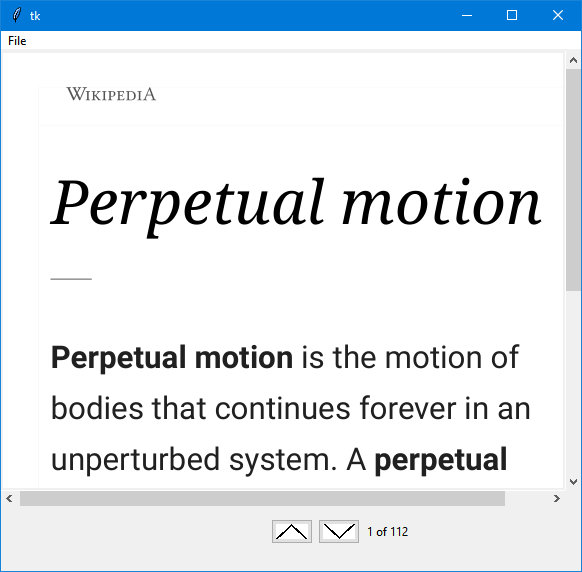 tk
File
WIKIPEDIA
Perpetual motion
Perpetual motion is the motion of
bodies that continues forever in an
unperturbed system. A perpetual
1 of 112